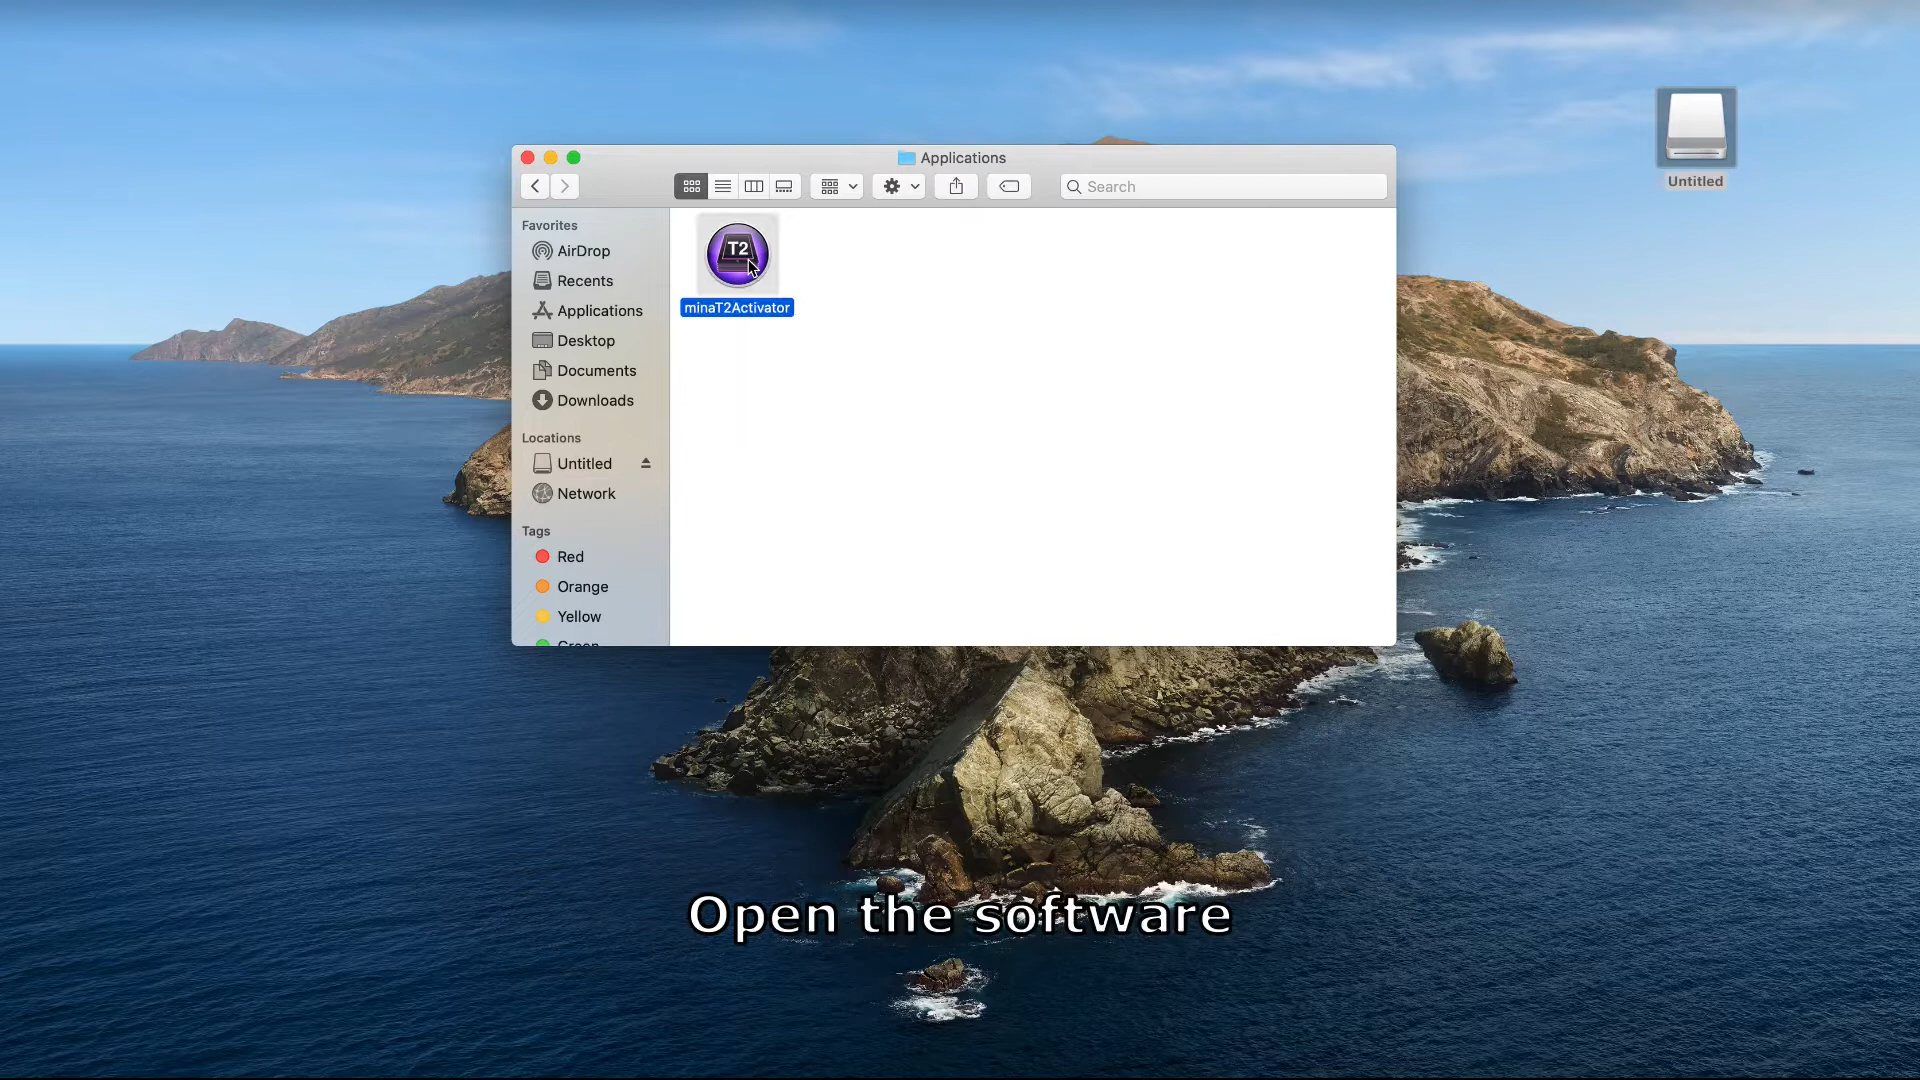 Applications
Search
Untitled
Favorites
AirDrop
Recents
Applications
Desktop
Documents
Downloads
Locations
Untitled
Network
Tags
Red
Orange
Yellow
Green
T2
minaT2Activator
Open the software